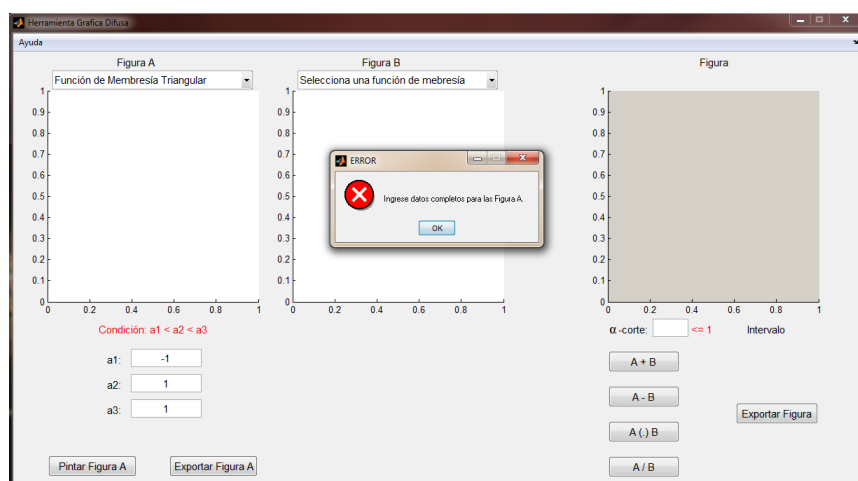 Herramienta Grafica Difusa
Ayuda
Figura A
Función de Membresía Triangular
1
0.9
0.8
0.7
0.6
0.5
0.4
0.3
0.2
0.1
0
0 0.2 0.4 0.6 0.8 1
Condición: a1 < a2 < a3
a1: -1
a2: 1
a3: 1
Pintar Figura A
Exportar Figura A
Figura B
Selecciona una función de mebresía
1
0.9
0.8
0.7
0.6
0.5
0.4
0.3
0.2
0.1
0
0 0.2 0.4 0.6 0.8 1
ERROR
Ingrese datos completos para las Figura A.
OK
Figura
1
0.9
0.8
0.7
0.6
0.5
0.4
0.3
0.2
0.1
0
0 0.2 0.4 0.6 0.8 1
α -corte: <= 1 Intervalo
A + B
A - B
A (.) B
A / B
Exportar Figura